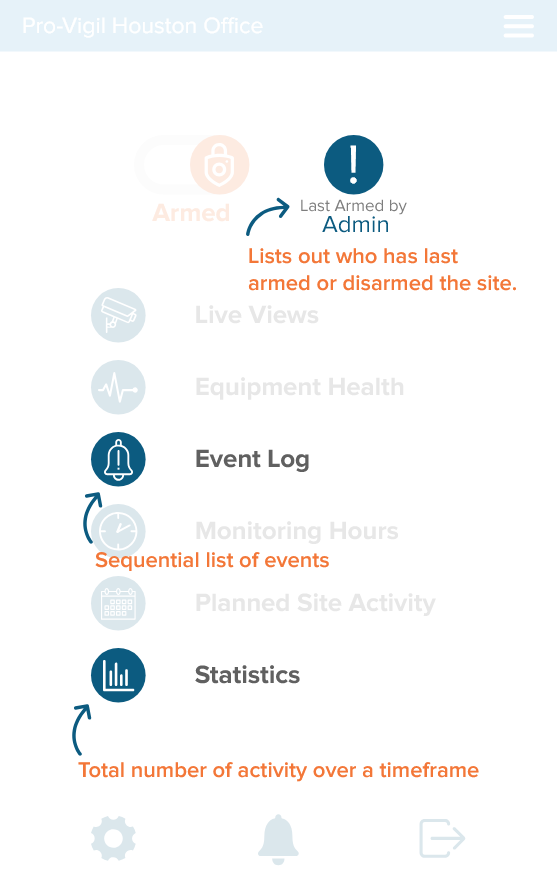 Pro-Vigil Houston Office
Armed
Last Armed by
Admin
Lists out who has last
armed or disarmed the site.
Live Views
Equipment Health
Event Log
Monitoring Hours
Sequential list of events
Planned Site Activity
Statistics
Total number of activity over a timeframe